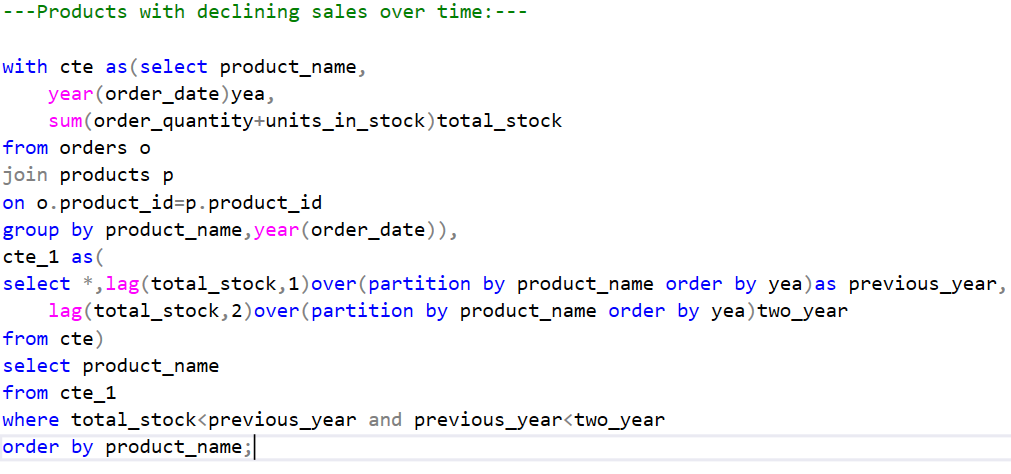 ---Products with declining sales over time:---
with cte as(select product_name,
year(order_date)yea,
sum(order_quantity+units_in_stock)total_stock
from orders o
join products p
on o.product_id=p.product_id
group by product_name,year(order_date)),
cte_1 as(
select *,lag(total_stock,1)over(partition by product_name order by yea)as previous_year,
lag(total_stock,2)over(partition by product_name order by yea)two_year
from cte)
select product_name
from cte_1
where total_stock<previous_year and previous_year<two_year
order by product_name;